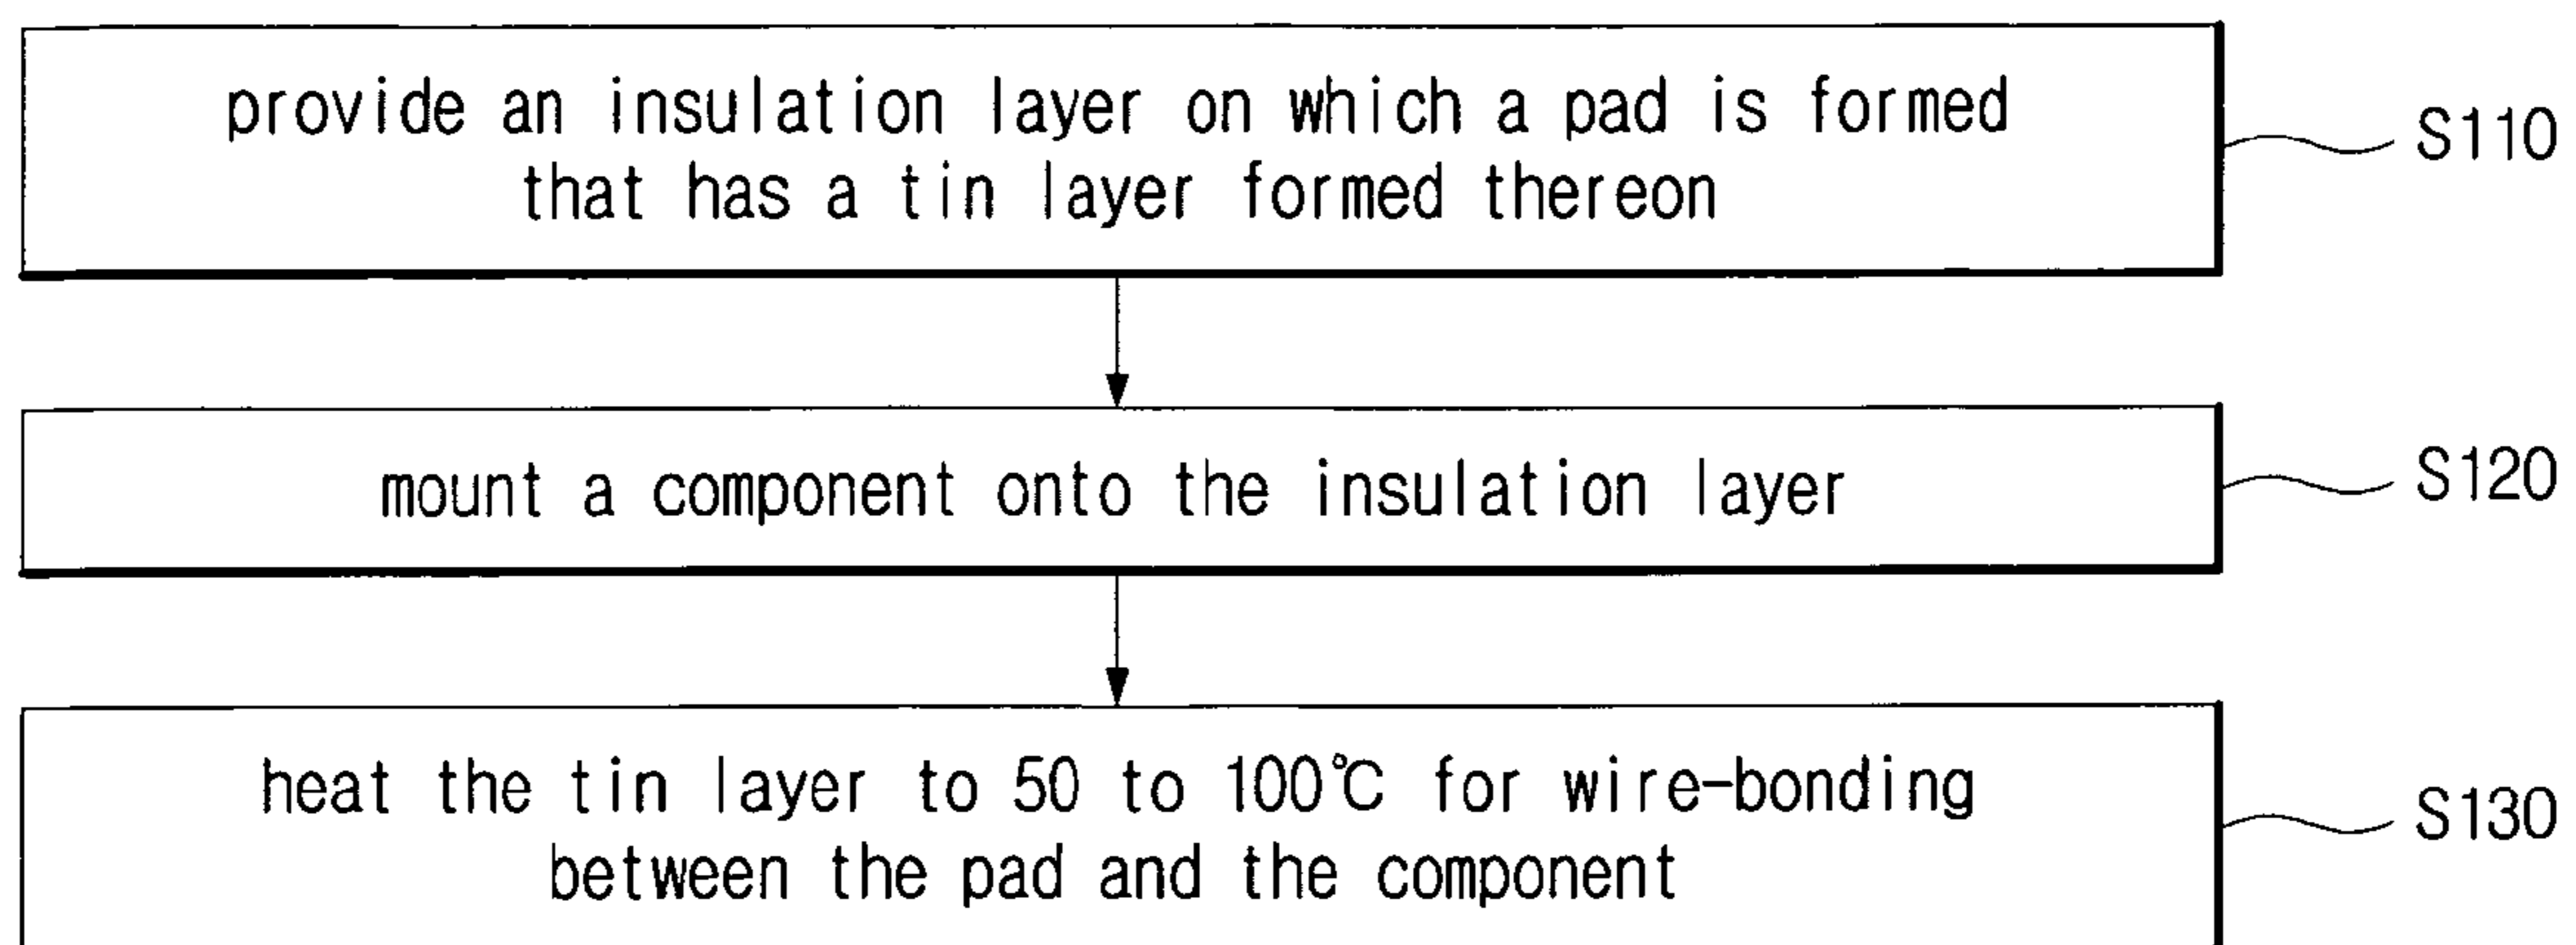 provide an insulation layer on which a pad is formed
that has a tin layer formed thereon
S110
mount a component onto the insulation layer
S120
heat the tin layer to 50 to 100℃ for wire-bonding
between the pad and the component
S130